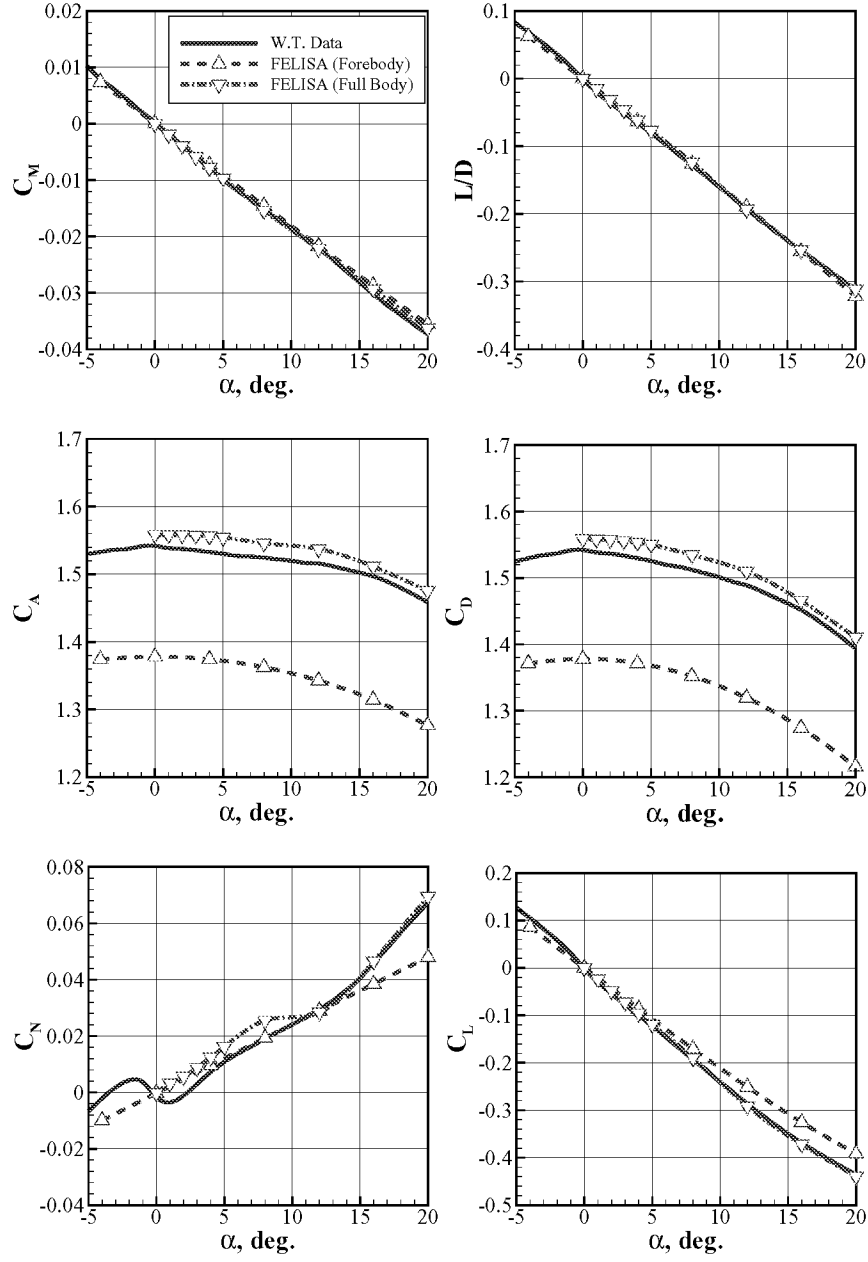 0.02
0.01
0
-0.01
-0.02
-0.03
-0.04
C_M
-5 0 5 10 15 20
α, deg.
W.T. Data
FELISA (Forebody)
FELISA (Full Body)
0.1
0
-0.1
-0.2
-0.3
-0.4
L/D
-5 0 5 10 15 20
α, deg.
1.7
1.6
1.5
1.4
1.3
1.2
C_A
-5 0 5 10 15 20
α, deg.
1.7
1.6
1.5
1.4
1.3
1.2
C_D
-5 0 5 10 15 20
α, deg.
0.08
0.06
0.04
0.02
0
-0.02
-0.04
C_N
-5 0 5 10 15 20
α, deg.
0.2
0.1
0
-0.1
-0.2
-0.3
-0.4
-0.5
C_L
-5 0 5 10 15 20
α, deg.